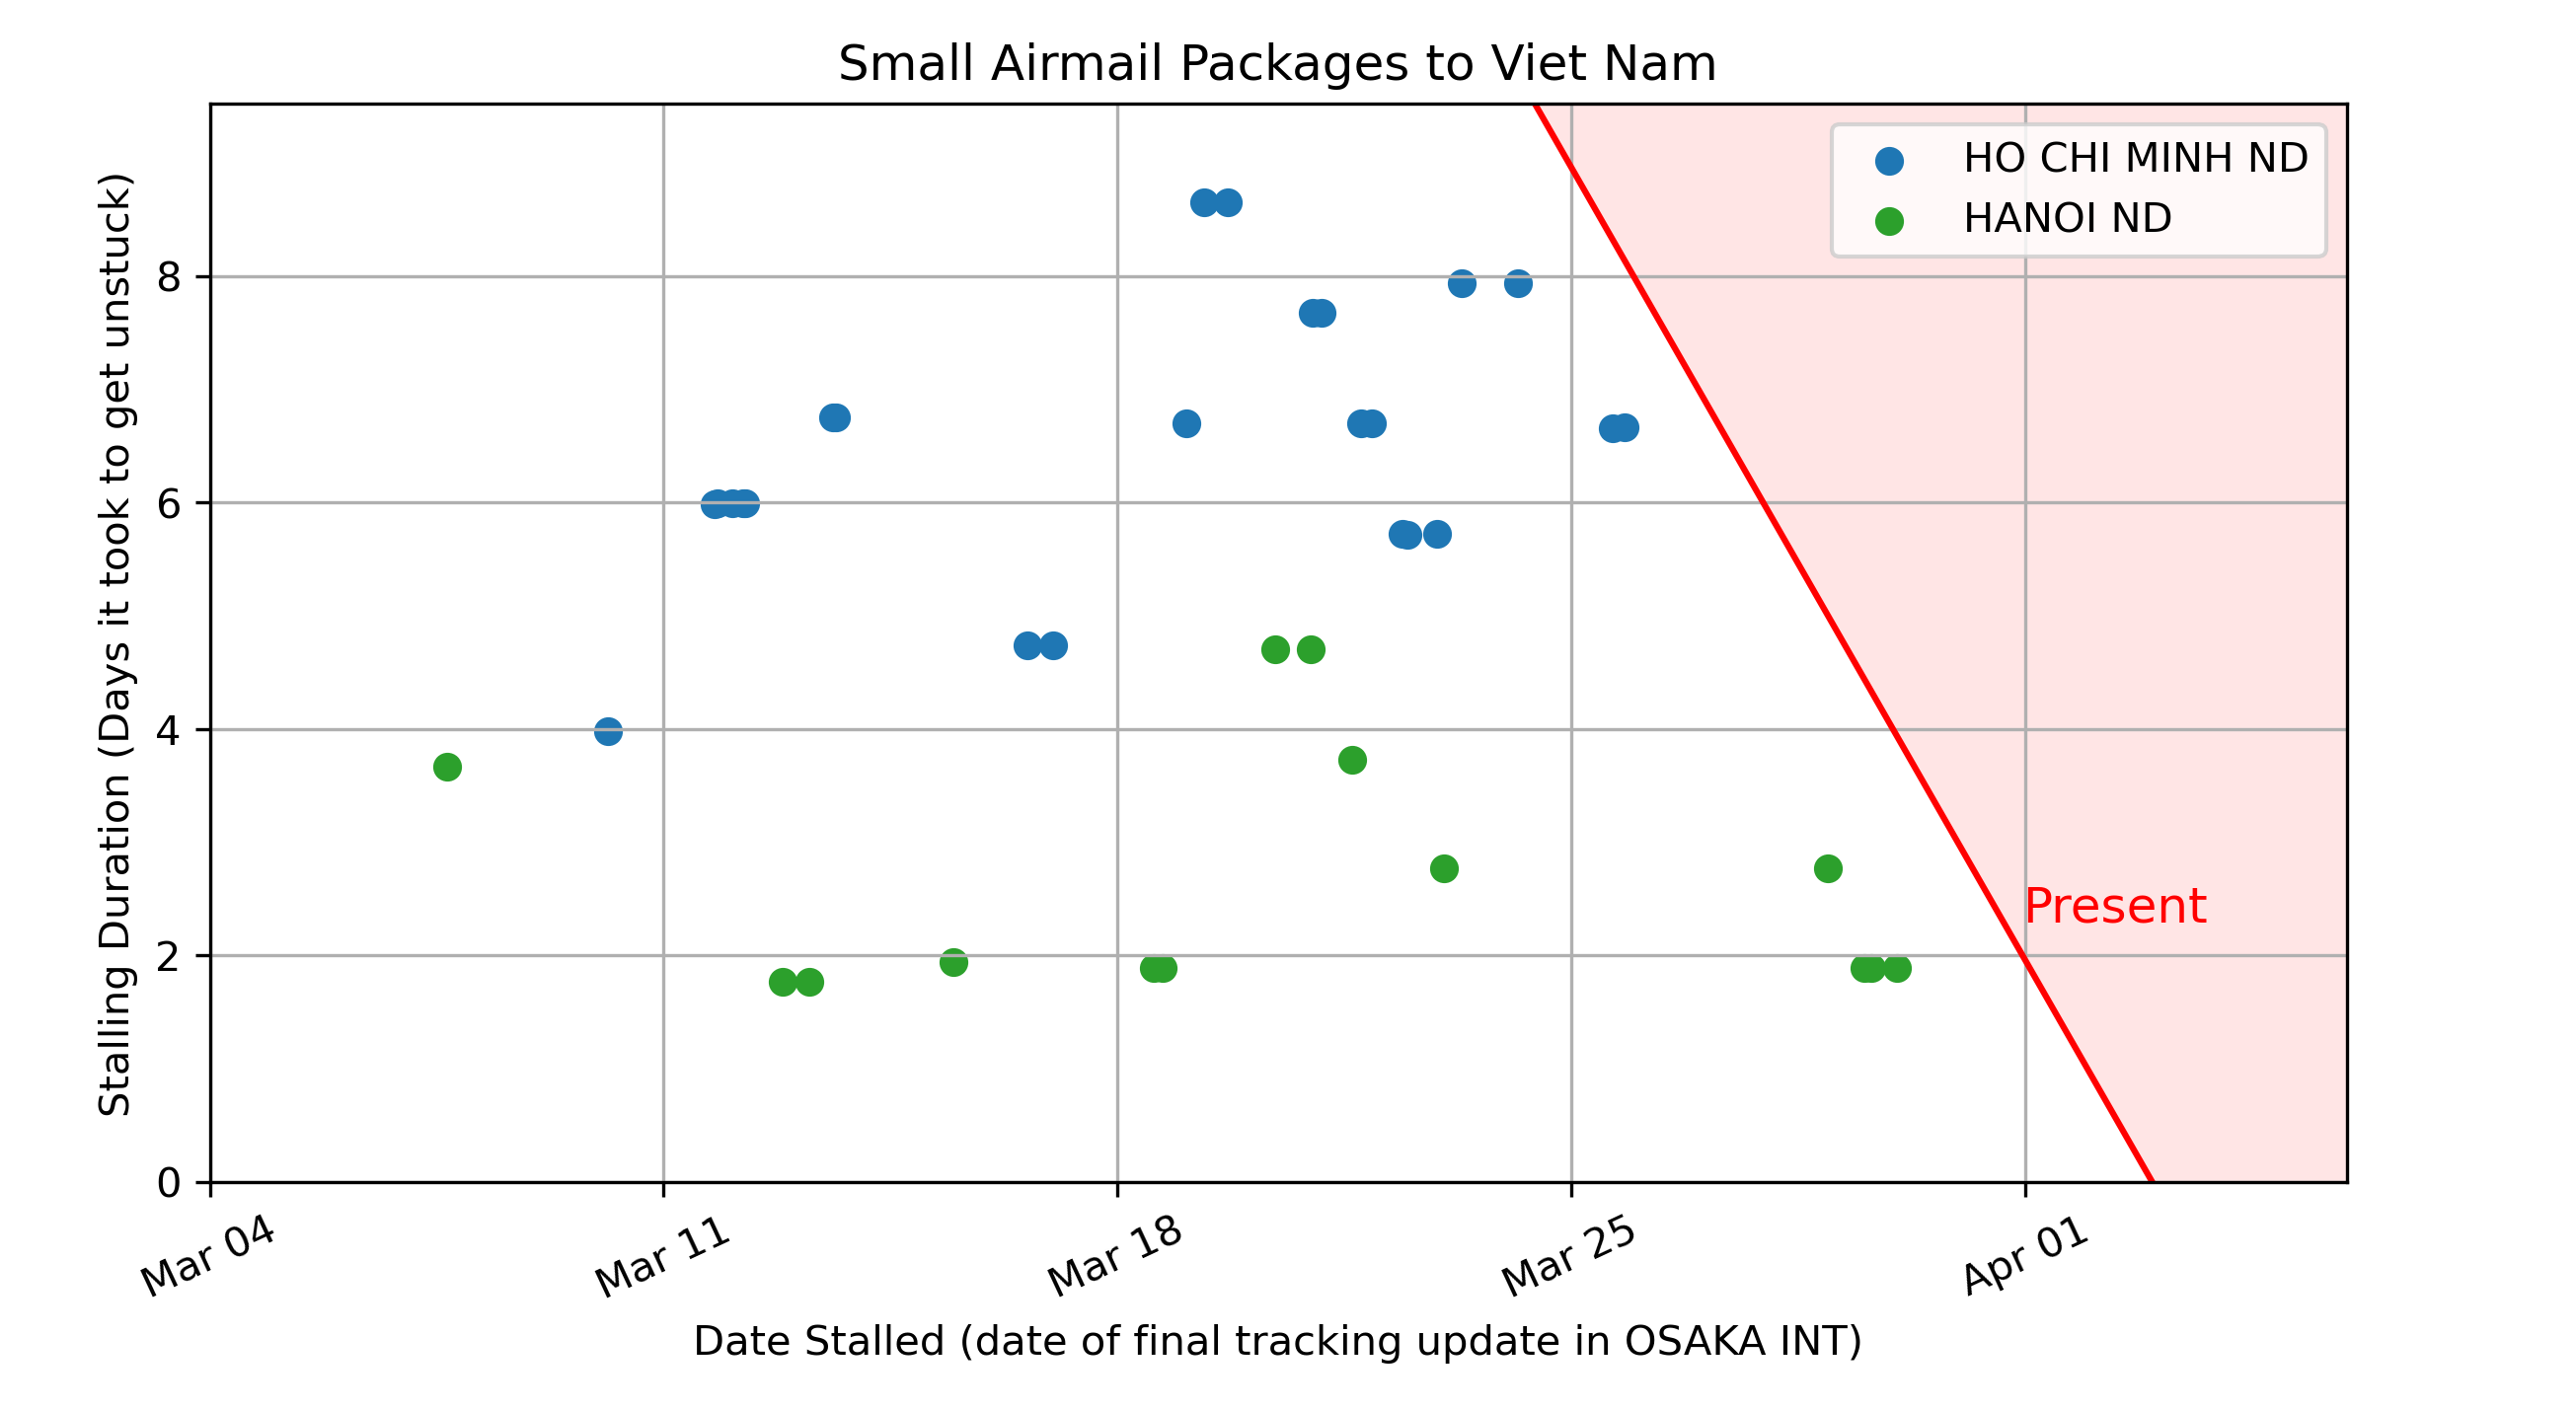 Small Airmail Packages to Viet Nam
HO CHI MINH ND
HANOI ND
Stalling Duration (Days it took to get unstuck)
8
6
4
2
0
Present
Mar 04
Mar 11
Mar 18
Mar 25
Apr 01
Date Stalled (date of final tracking update in OSAKA INT)